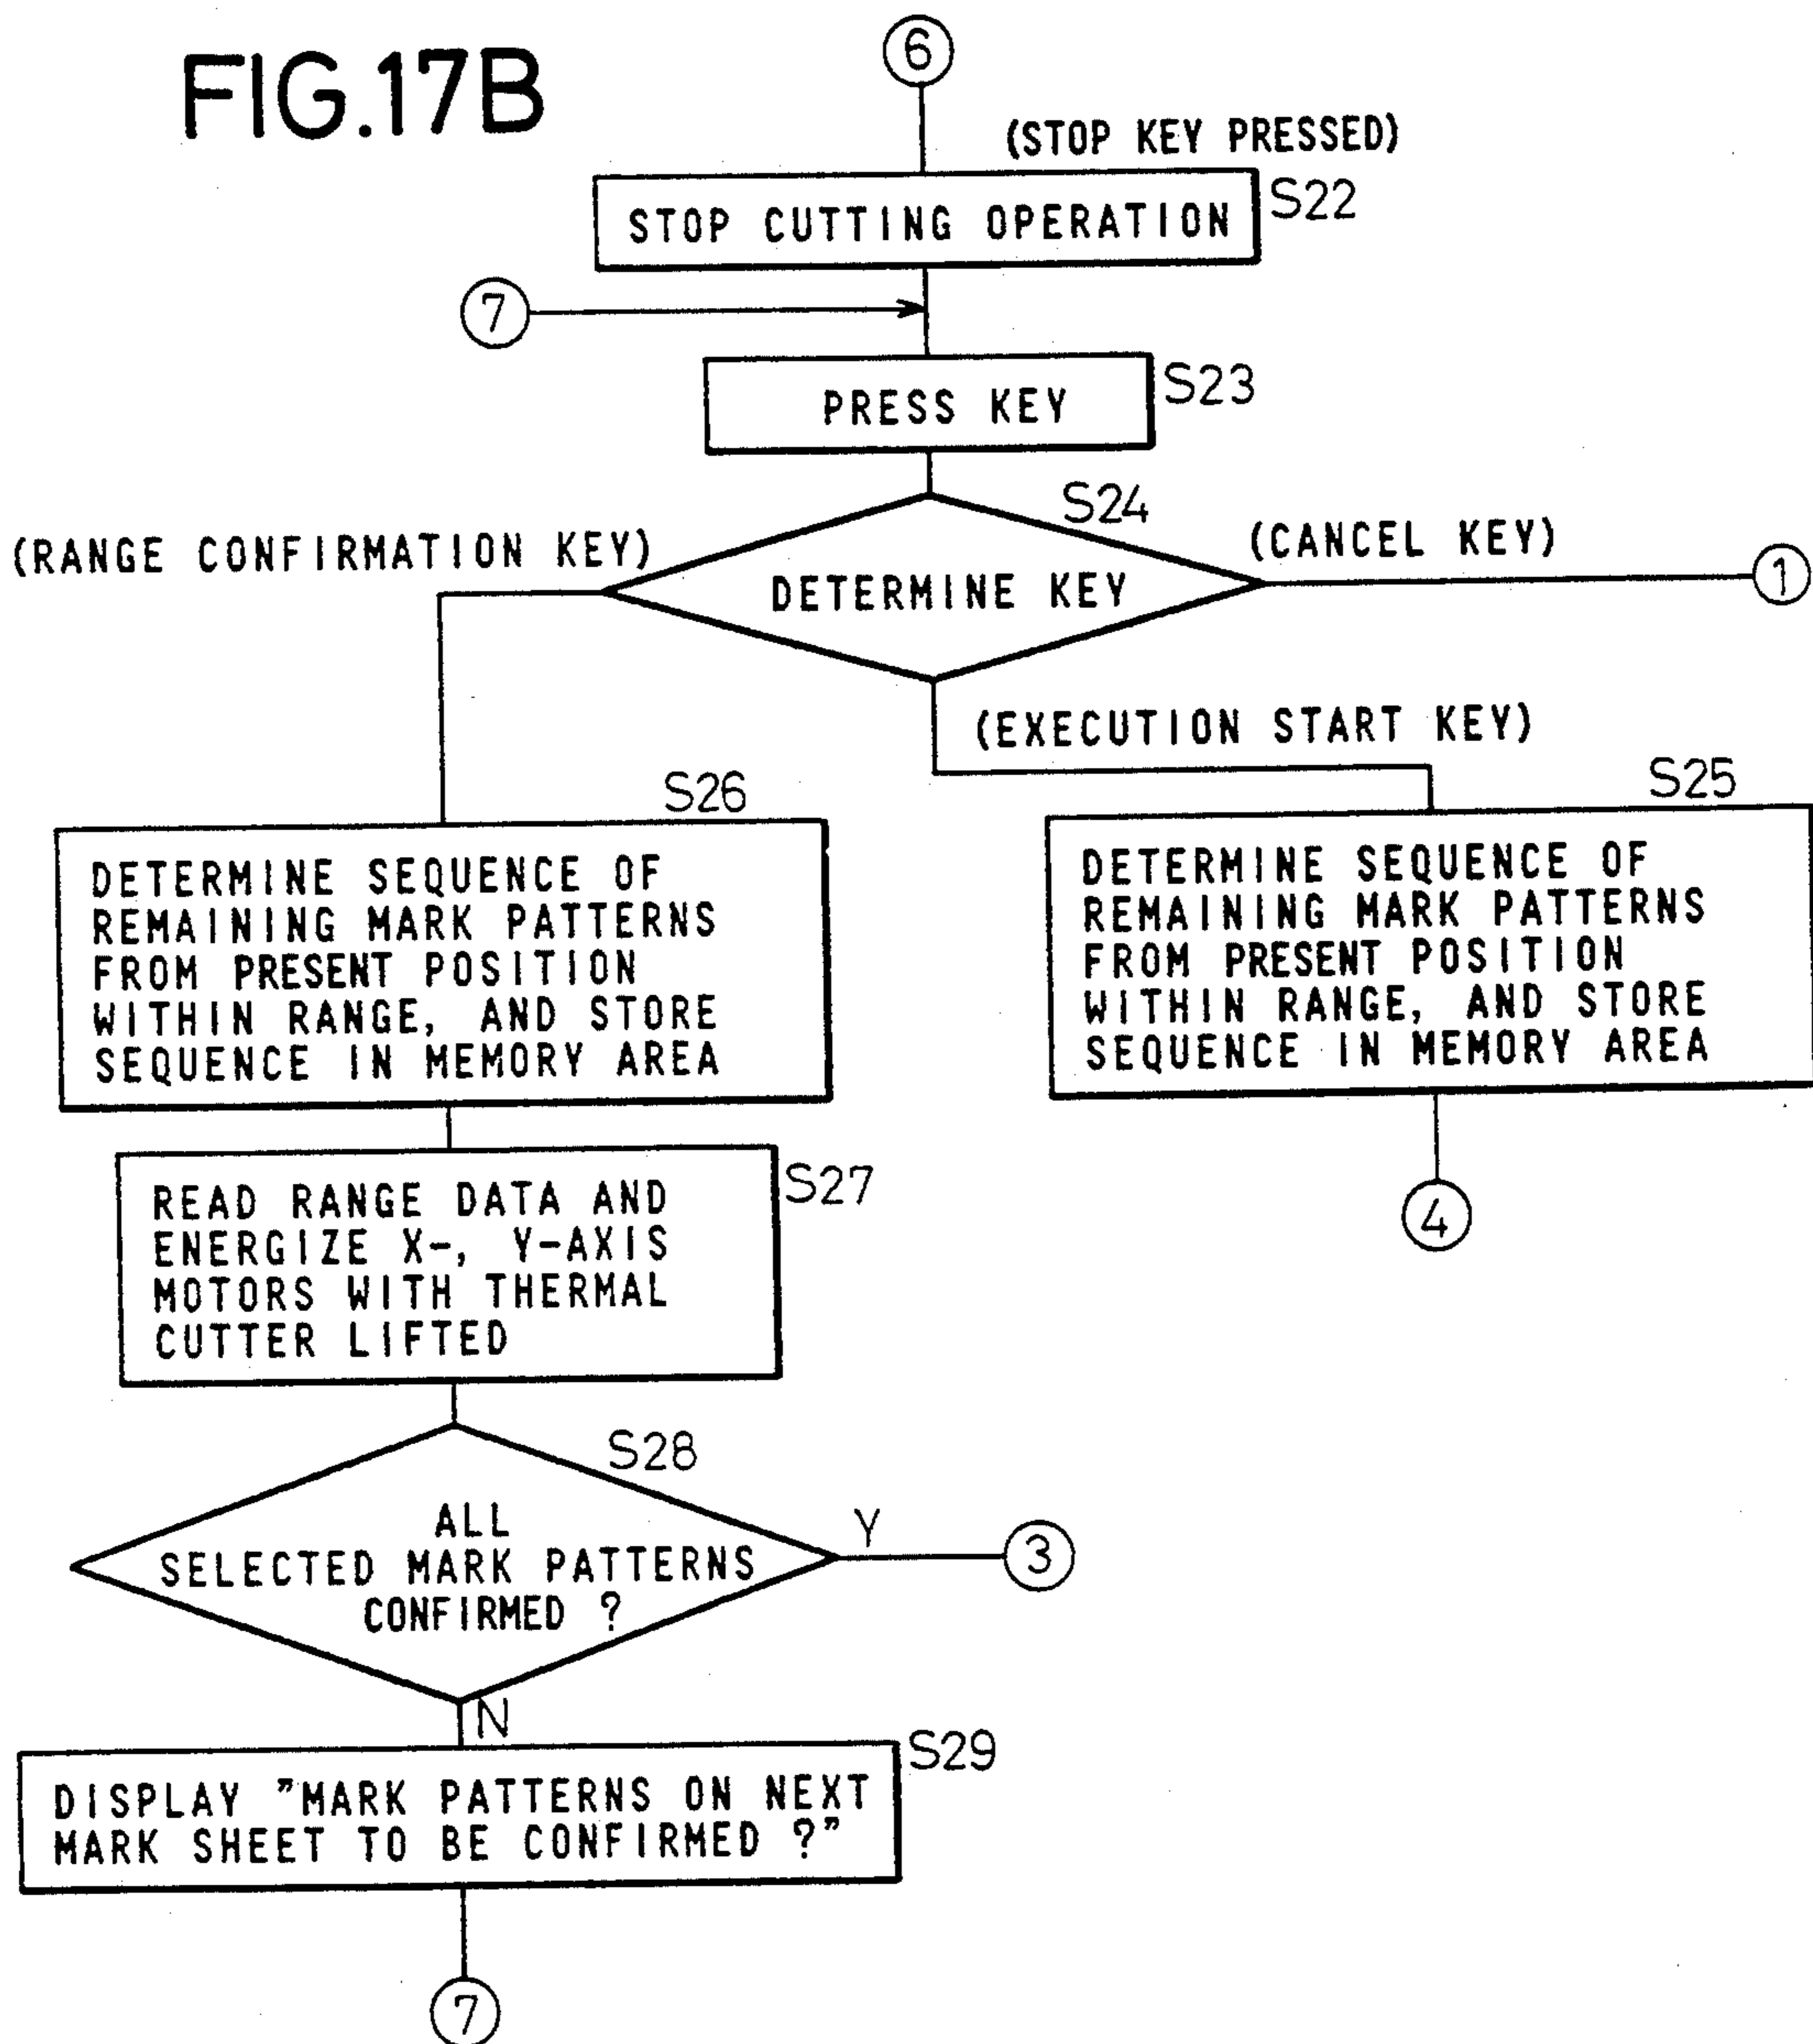 FIG.17B
6
(STOP KEY PRESSED)
STOP CUTTING OPERATION
S22
7
PRESS KEY
S23
S24
(RANGE CONFIRMATION KEY)
(CANCEL KEY)
DETERMINE KEY
1
(EXECUTION START KEY)
S26
S25
DETERMINE SEQUENCE OF
REMAINING MARK PATTERNS
FROM PRESENT POSITION
WITHIN RANGE, AND STORE
SEQUENCE IN MEMORY AREA
DETERMINE SEQUENCE OF
REMAINING MARK PATTERNS
FROM PRESENT POSITION
WITHIN RANGE, AND STORE
SEQUENCE IN MEMORY AREA
4
READ RANGE DATA AND
ENERGIZE X-, Y-AXIS
MOTORS WITH THERMAL
CUTTER LIFTED
S27
S28
ALL
SELECTED MARK PATTERNS
CONFIRMED ?
Y
3
N
S29
DISPLAY "MARK PATTERNS ON NEXT
MARK SHEET TO BE CONFIRMED ?"
7